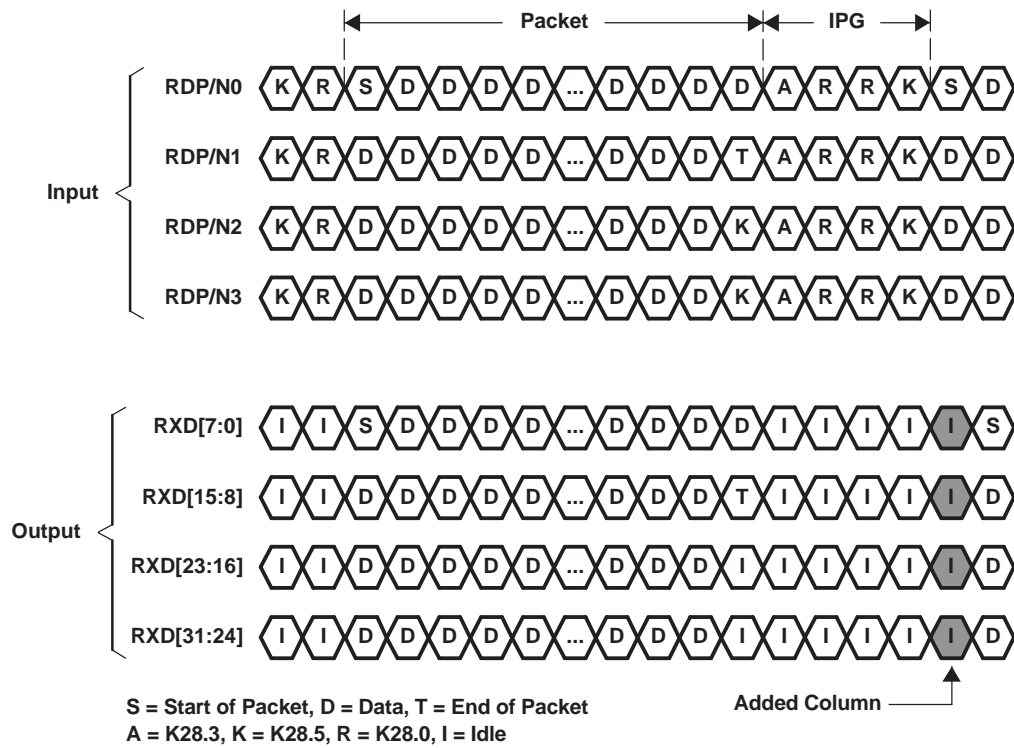 Packet IPG
Input
RDP/N0 K R S D D D D ... D D D D A R R K S D
RDP/N1 K R D D D D D ... D D D T A R R K D D
RDP/N2 K R D D D D D ... D D D K A R R K D D
RDP/N3 K R D D D D D ... D D D K A R R K D D
Output
RXD[7:0] I I S D D D D ... D D D D I I I I I S
RXD[15:8] I I D D D D D ... D D D T I I I I I D
RXD[23:16] I I D D D D D ... D D D I I I I I I D
RXD[31:24] I I D D D D D ... D D D I I I I I I D
S = Start of Packet, D = Data, T = End of Packet
A = K28.3, K = K28.5, R = K28.0, I = Idle
Added Column